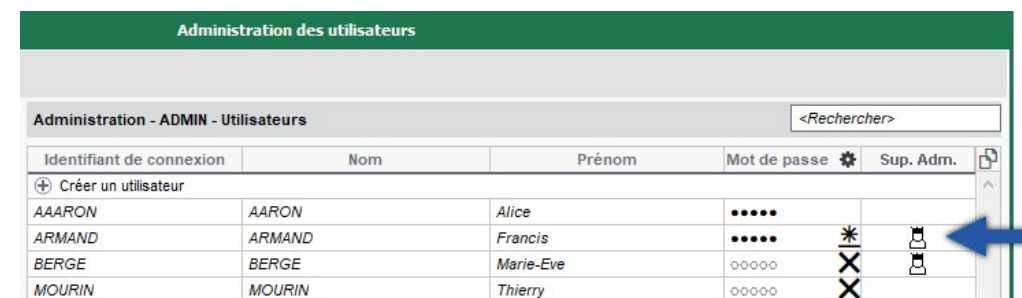 Administration des utilisateurs
Administration - ADMIN - Utilisateurs <Rechercher>
Identifiant de connexion Nom Prénom Mot de passe Sup. Adm.
Créer un utilisateur
AAARON AARON Alice •••••
ARMAND ARMAND Francis •••••
BERGE BERGE Marie-Eve ○○○○○
MOURIN MOURIN Thierry ○○○○○